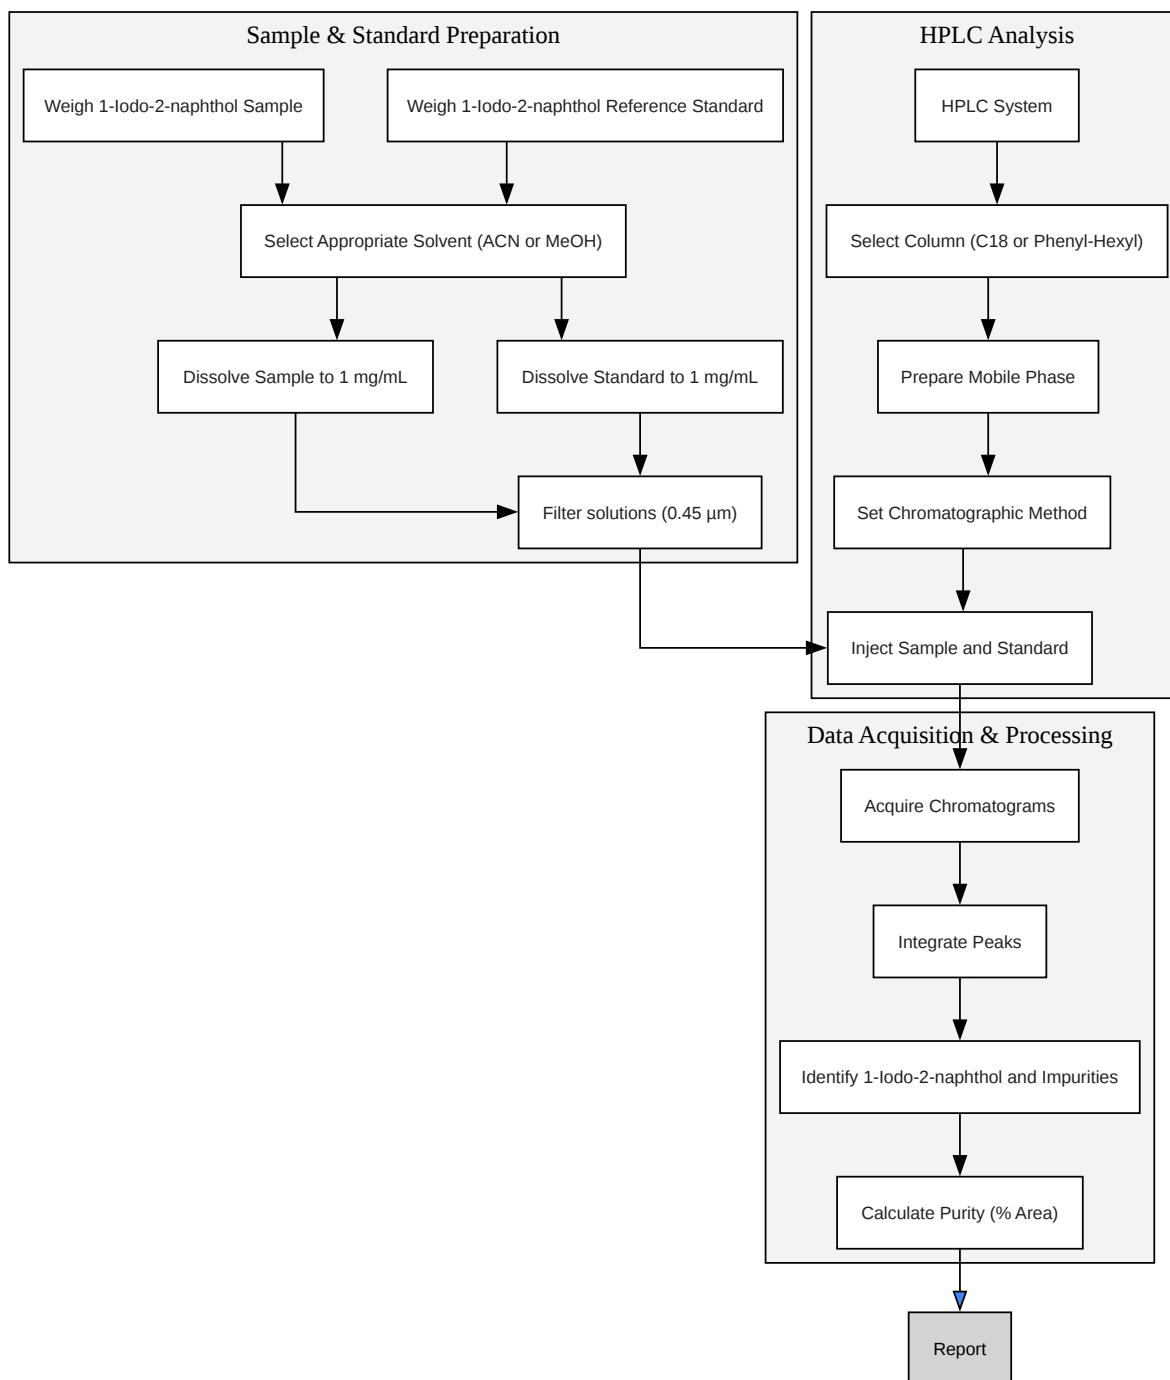 Sample & Standard Preparation
Weigh 1-Iodo-2-naphthol Sample
Weigh 1-Iodo-2-naphthol Reference Standard
Select Appropriate Solvent (ACN or MeOH)
Dissolve Sample to 1 mg/mL
Dissolve Standard to 1 mg/mL
Filter solutions (0.45 µm)
HPLC Analysis
HPLC System
Select Column (C18 or Phenyl-Hexyl)
Prepare Mobile Phase
Set Chromatographic Method
Inject Sample and Standard
Data Acquisition & Processing
Acquire Chromatograms
Integrate Peaks
Identify 1-Iodo-2-naphthol and Impurities
Calculate Purity (% Area)
Report